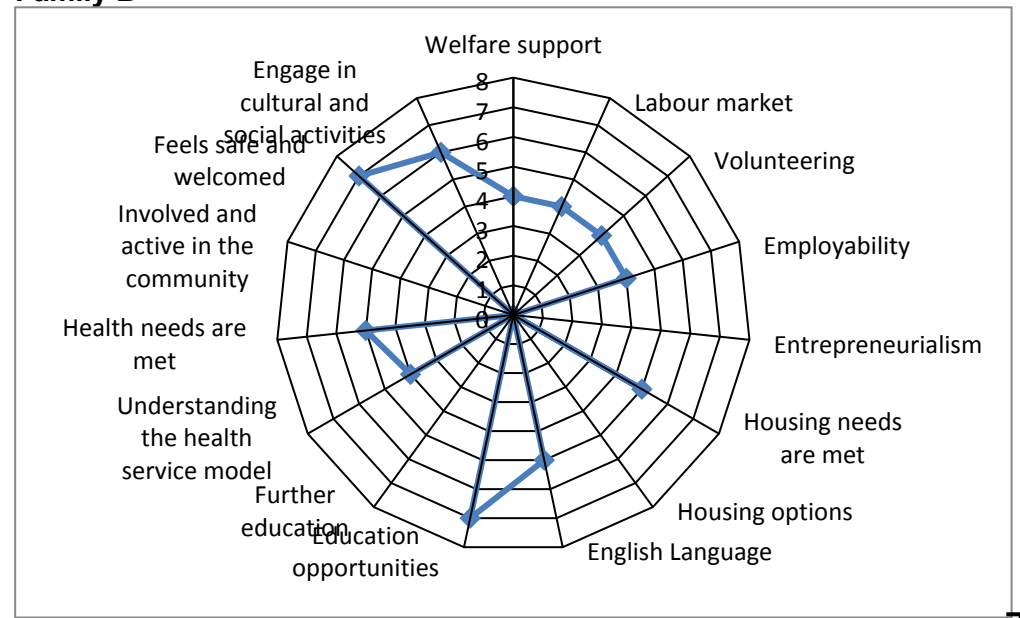 Welfare support
Labour market
Volunteering
Employability
Entrepreneurialism
Housing needs
are met
Housing options
English Language
Education
opportunities
Further
education
Understanding
the health
service model
Health needs are
met
Involved and
active in the
community
Feels safe and
welcomed
Engage in
cultural and
social activities
8
7
6
5
4
3
2
1
0